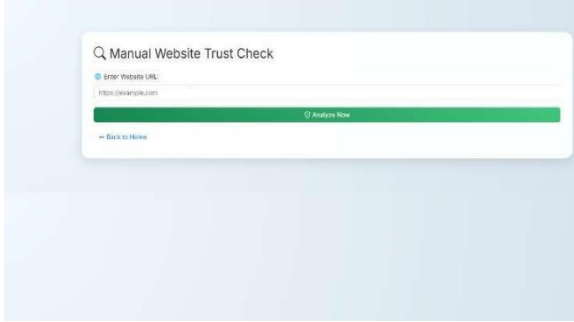 Manual Website Trust Check
Enter Website URL:
https://example.com
Analyze Now
Back to Home